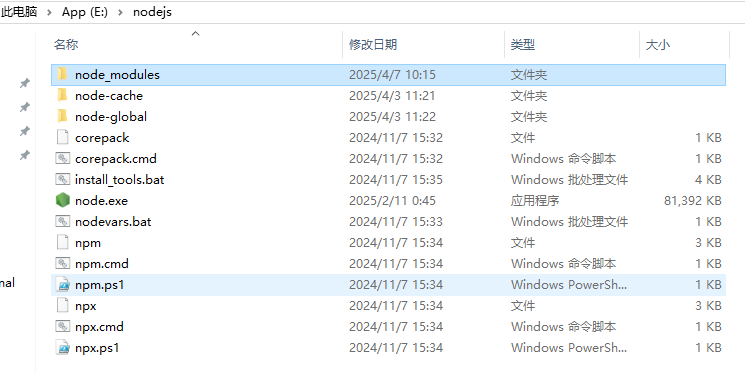 此电脑 > App (E:) > nodejs
名称 修改日期 类型 大小
node_modules 2025/4/7 10:15 文件夹
node-cache 2025/4/3 11:21 文件夹
node-global 2025/4/3 11:22 文件夹
corepack 2024/11/7 15:32 文件 1 KB
corepack.cmd 2024/11/7 15:32 Windows 命令脚本 1 KB
install_tools.bat 2024/11/7 15:35 Windows 批处理文件 4 KB
node.exe 2025/2/11 0:45 应用程序 81,392 KB
nodevars.bat 2024/11/7 15:33 Windows 批处理文件 1 KB
npm 2024/11/7 15:34 文件 3 KB
npm.cmd 2024/11/7 15:34 Windows 命令脚本 1 KB
nal
npm.ps1 2024/11/7 15:34 Windows PowerSh... 1 KB
npx 2024/11/7 15:34 文件 3 KB
npx.cmd 2024/11/7 15:34 Windows 命令脚本 1 KB
npx.ps1 2024/11/7 15:34 Windows PowerSh... 1 KB